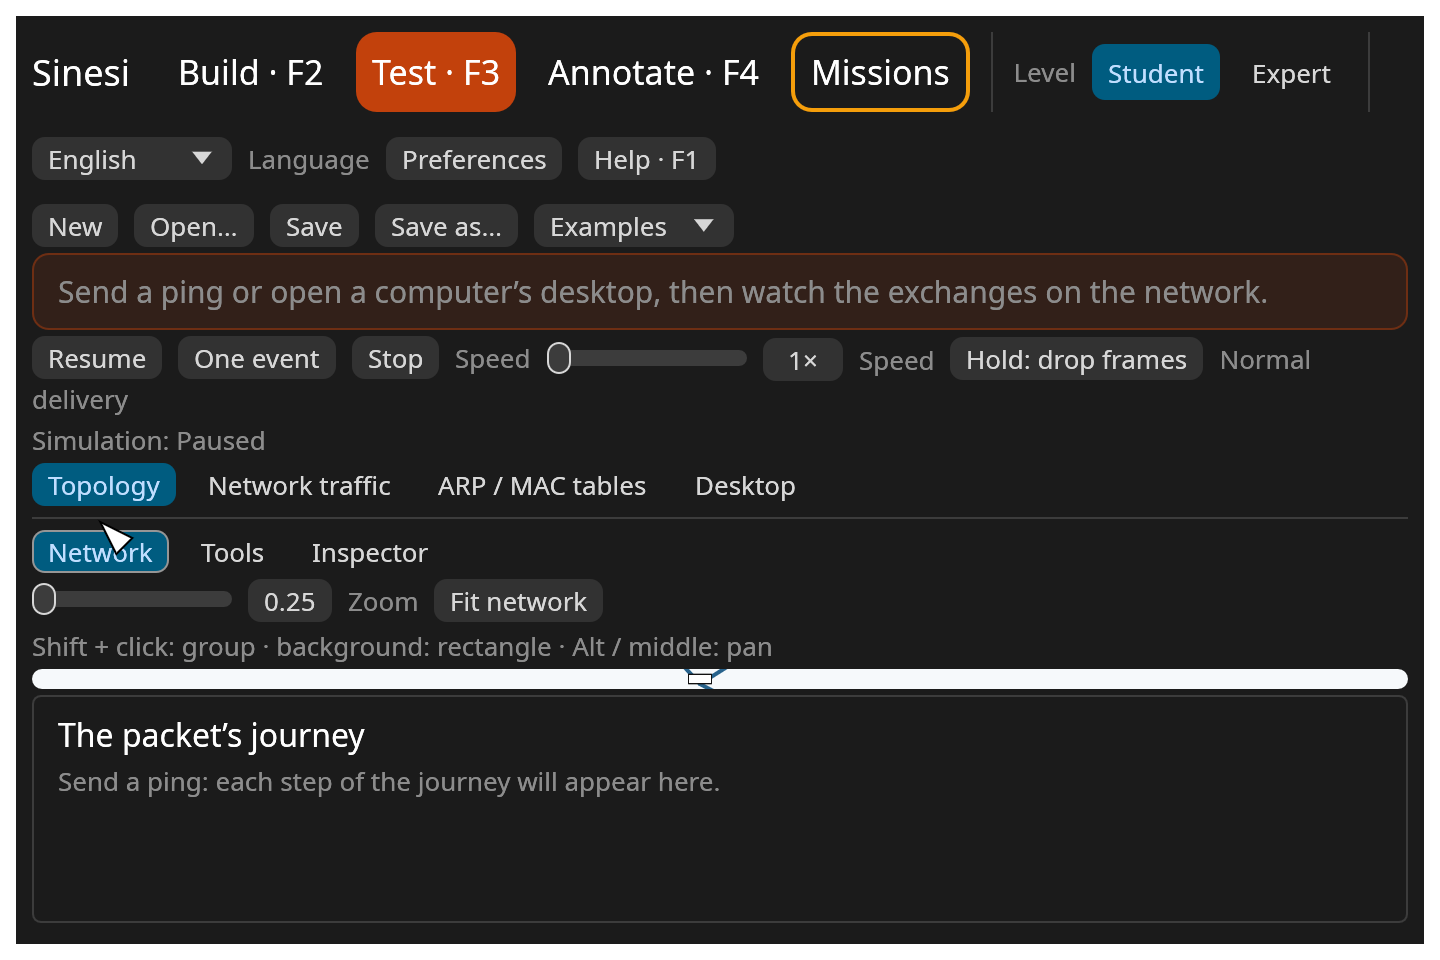 Sinesi Build · F2 Test · F3 Annotate · F4 Missions Level Student Expert
English Language Preferences Help · F1
New Open... Save Save as... Examples
Send a ping or open a computer’s desktop, then watch the exchanges on the network.
Resume One event Stop Speed 1× Speed Hold: drop frames Normal
delivery
Simulation: Paused
Topology Network traffic ARP / MAC tables Desktop
Network Tools Inspector
0.25 Zoom Fit network
Shift + click: group · background: rectangle · Alt / middle: pan
The packet’s journey
Send a ping: each step of the journey will appear here.